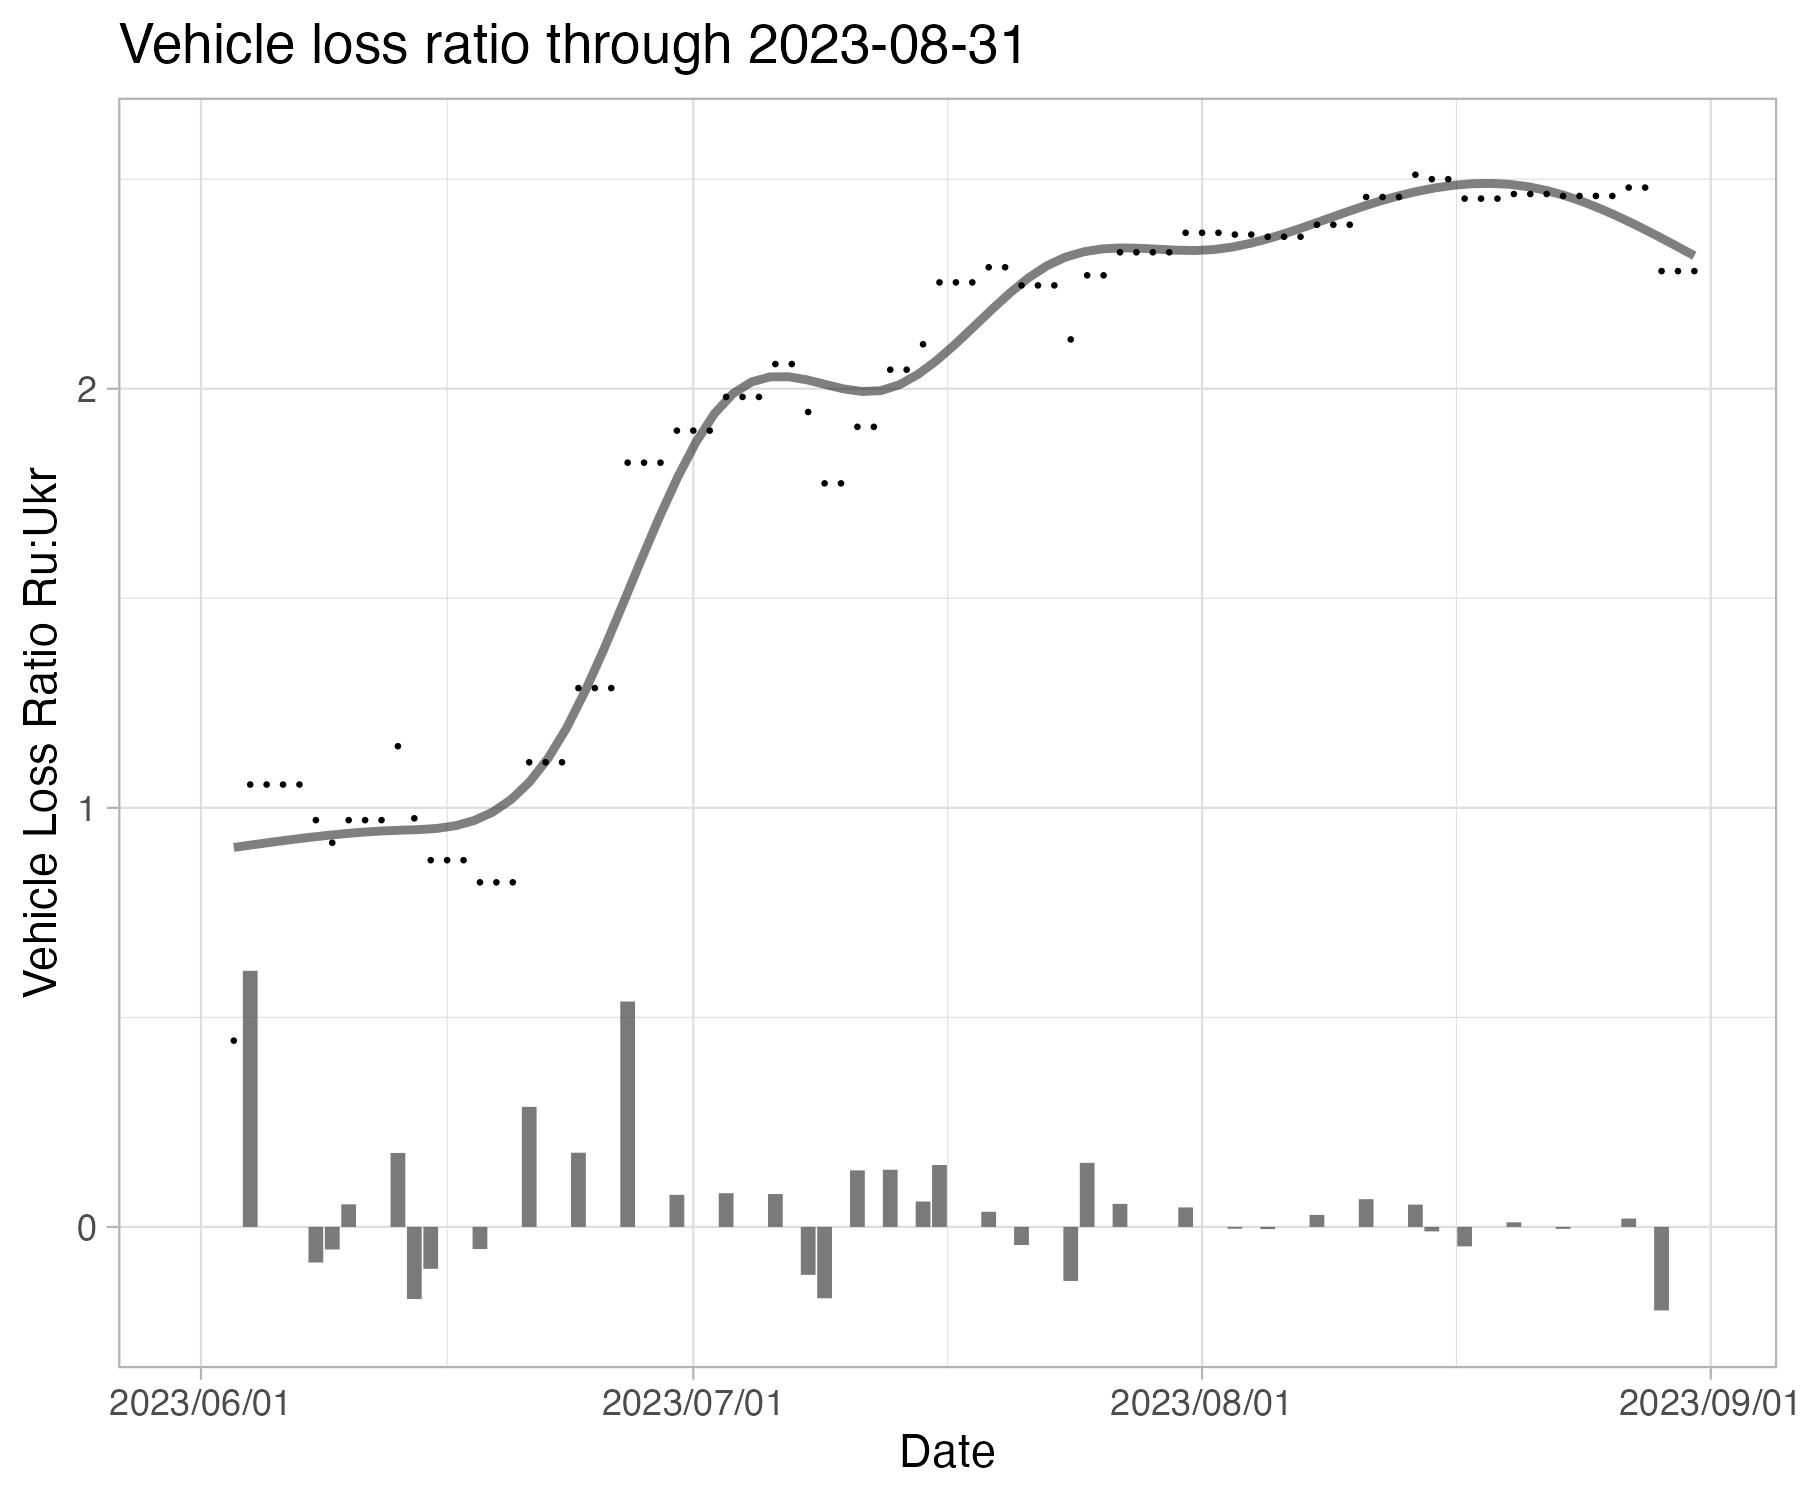 Vehicle loss ratio through 2023-08-31
Vehicle Loss Ratio Ru:Ukr
2
1
0
2023/06/01
2023/07/01
2023/08/01
2023/09/01
Date